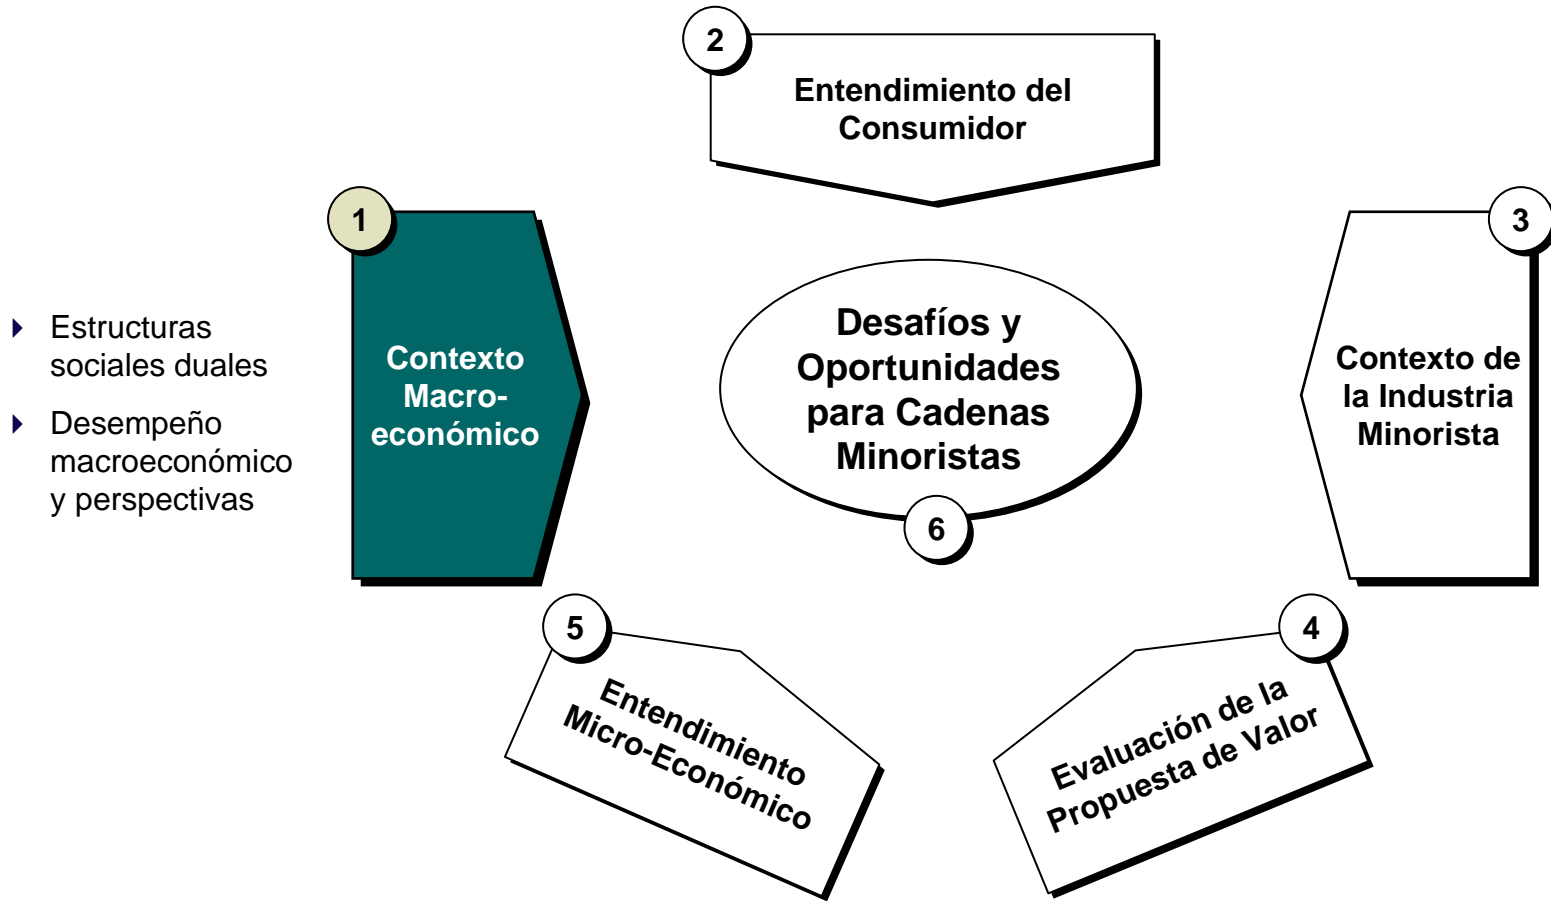 2
Entendimiento del
Consumidor
1
Contexto
Macro-
económico
Estructuras
sociales duales
Desempeño
macroeconómico
y perspectivas
Desafíos y
Oportunidades
para Cadenas
Minoristas
6
3
Contexto de
la Industria
Minorista
5
Entendimiento
Micro-Económico
4
Evaluación de la
Propuesta de Valor